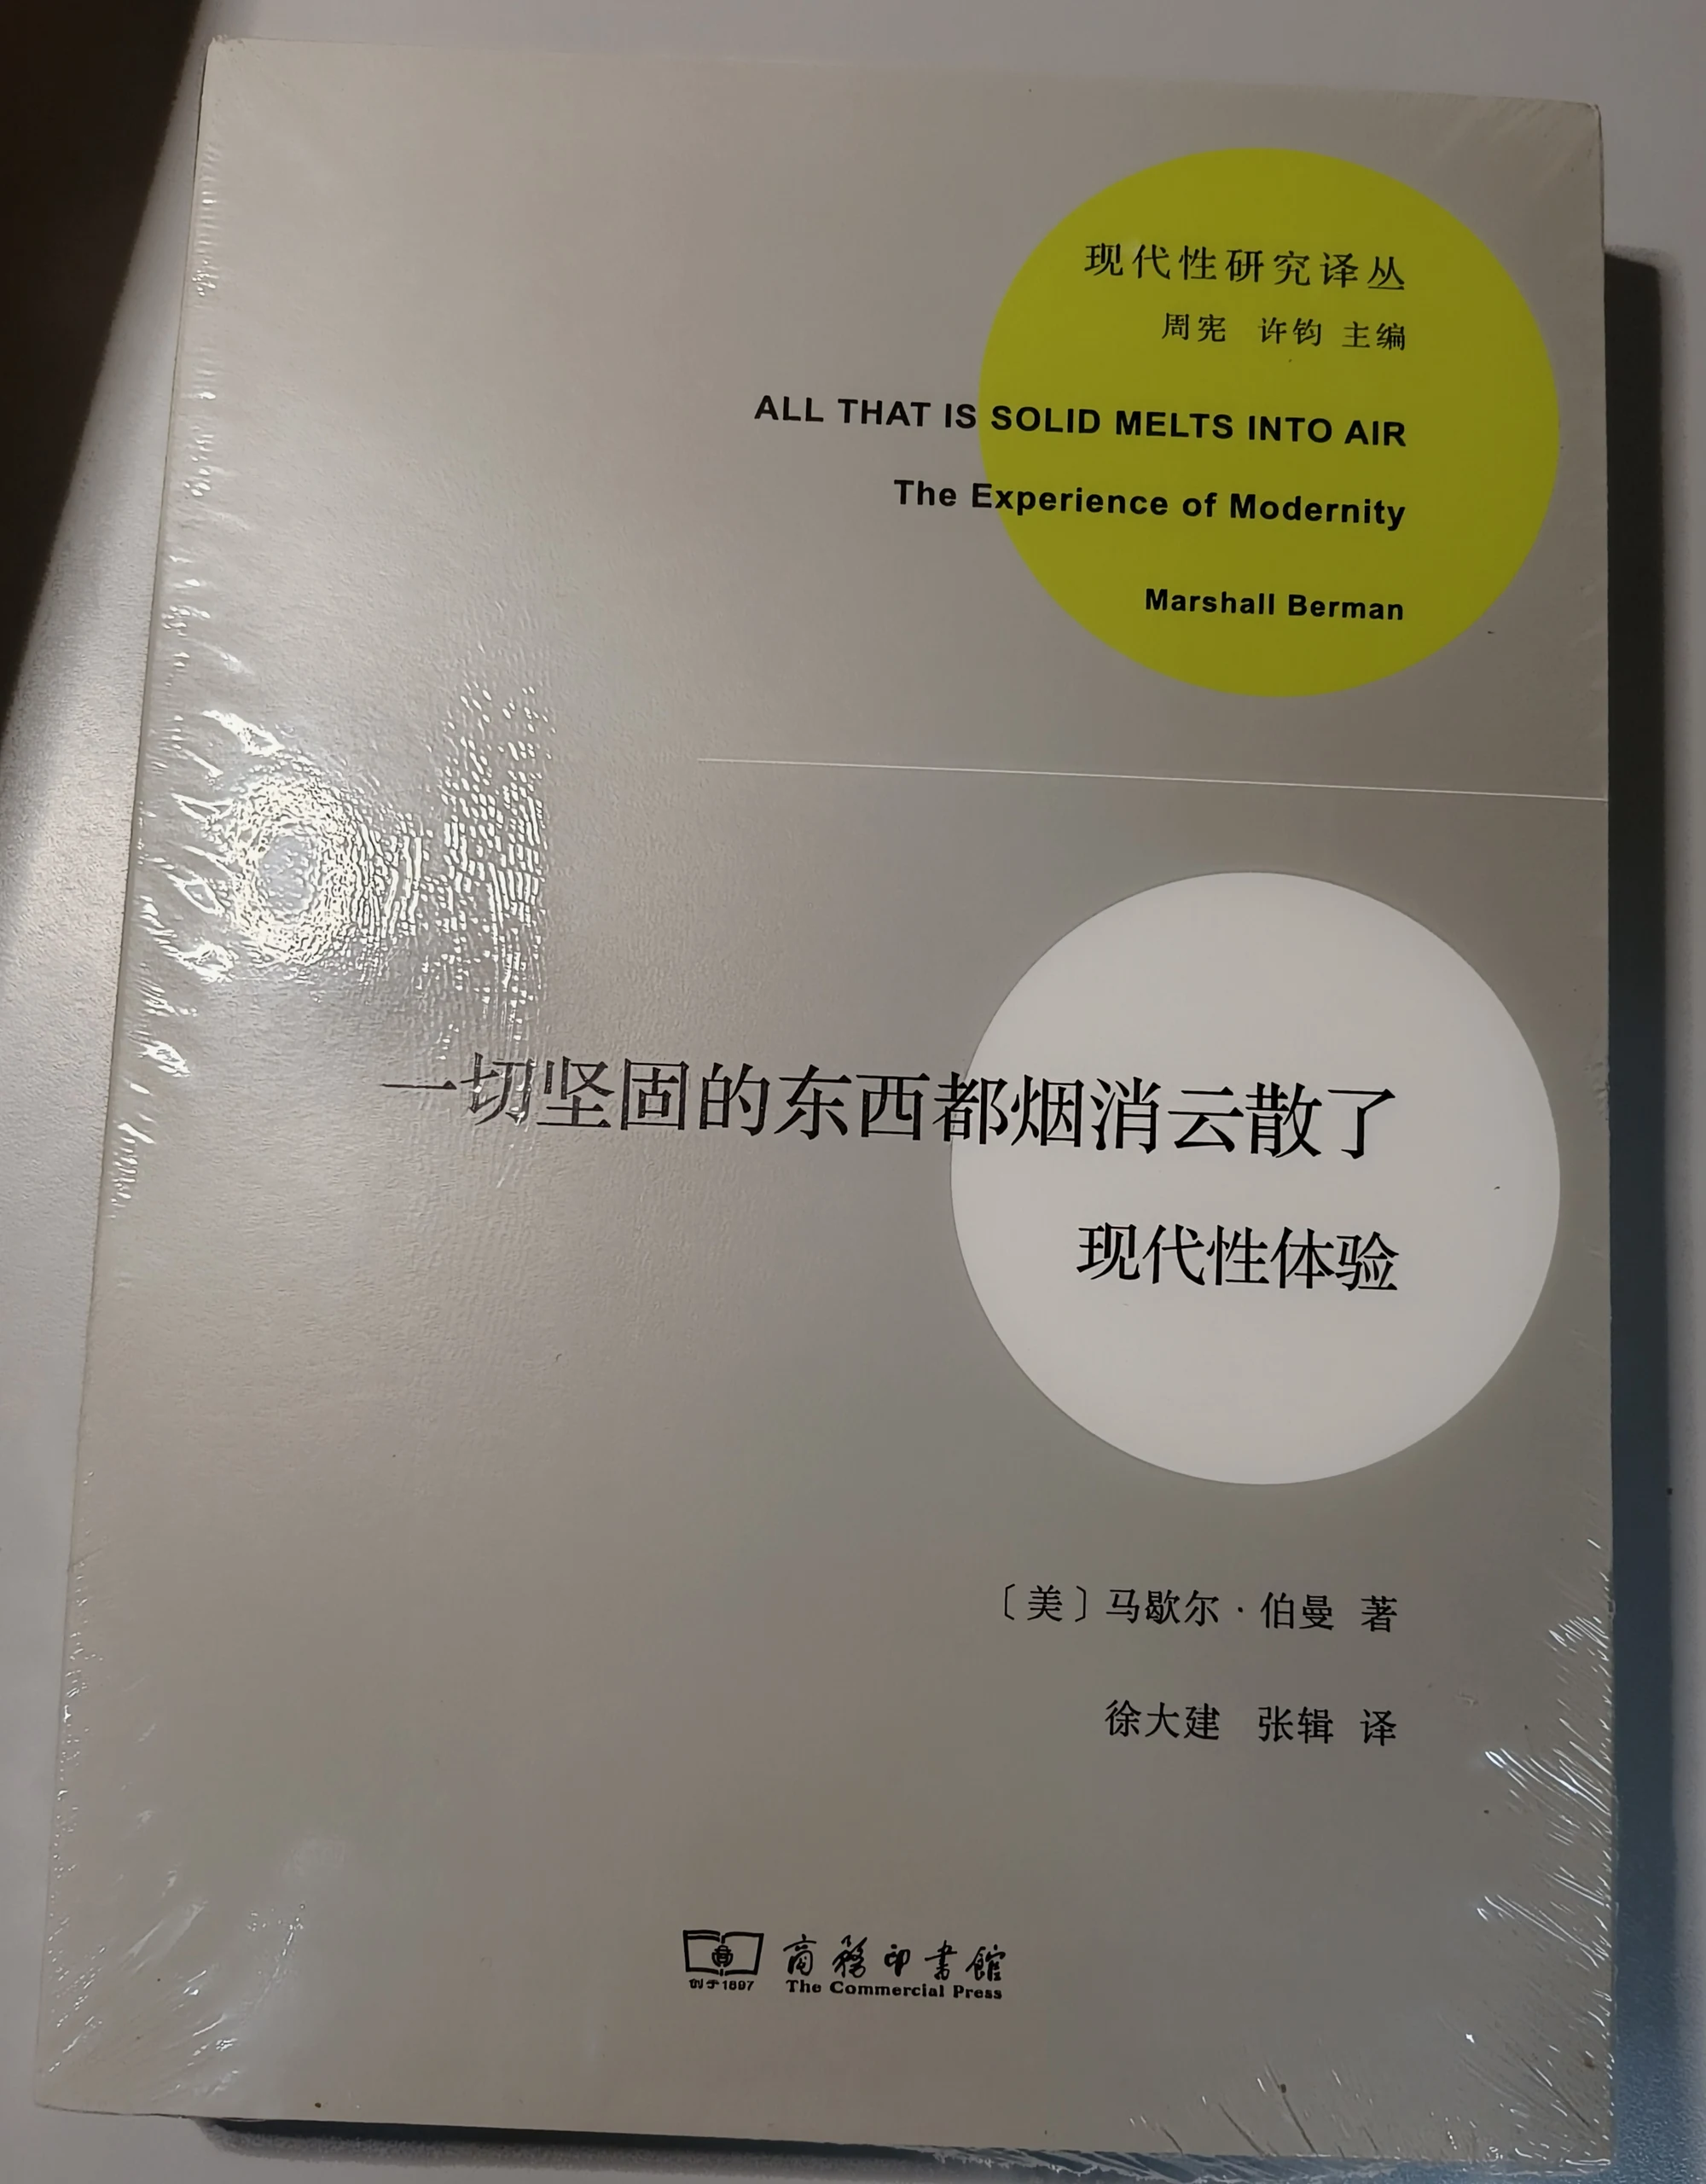 现代性研究译丛
周宪 许钧 主编
ALL THAT IS SOLID MELTS INTO AIR
The Experience of Modernity
Marshall Berman
一切坚固的东西都烟消云散了
现代性体验
〔美〕马歇尔·伯曼 著
徐大建 张辑 译
商務印書館
创于1897 The Commercial Press